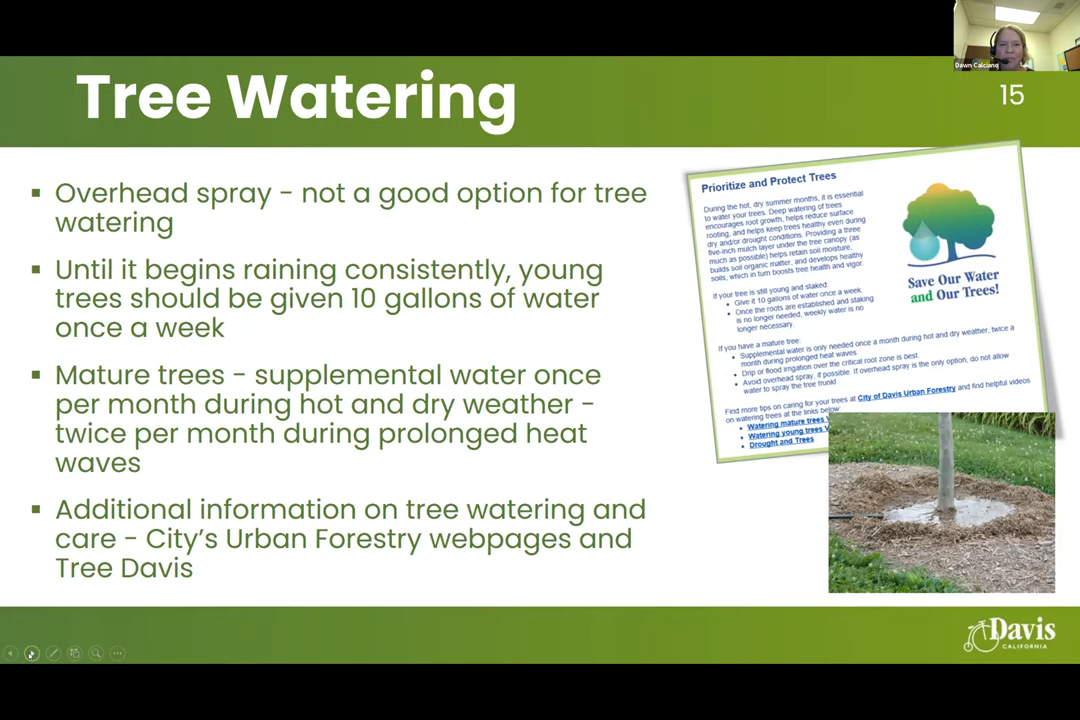 Dawn Calciano
Tree Watering
15
▪ Overhead spray – not a good option for tree
watering
▪ Until it begins raining consistently, young
trees should be given 10 gallons of water
once a week
▪ Mature trees – supplemental water once
per month during hot and dry weather –
twice per month during prolonged heat
waves
▪ Additional information on tree watering and
care – City’s Urban Forestry webpages and
Tree Davis
Prioritize and Protect Trees
During the hot, dry summer months, it is essential
to water your trees. Deep watering of trees
encourages root growth, helps reduce surface
rooting, and helps keep trees healthy even during
dry and/or drought conditions. Providing a three
five-inch mulch layer under the tree canopy (as
much as possible) helps retain soil moisture,
builds soil organic matter, and develops healthy
soils, which in turn boosts tree health and vigor.
If your tree is still young and staked:
• Give it 10 gallons of water once a week.
• Once the roots are established and staking
is no longer needed, weekly water is no
longer necessary.
If you have a mature tree:
• Supplemental water is only needed once a month during hot and dry weather, twice a
month during prolonged heat waves.
• Drip or flood irrigation over the critical root zone is best.
• Avoid overhead spray, if possible. If overhead spray is the only option, do not allow
water to spray the tree trunk!
Find more tips on caring for your trees at City of Davis Urban Forestry and find helpful videos
on watering trees at the links below:
• Watering mature trees
• Watering young trees
• Drought and Trees
Save Our Water
and Our Trees!
Davis
CALIFORNIA